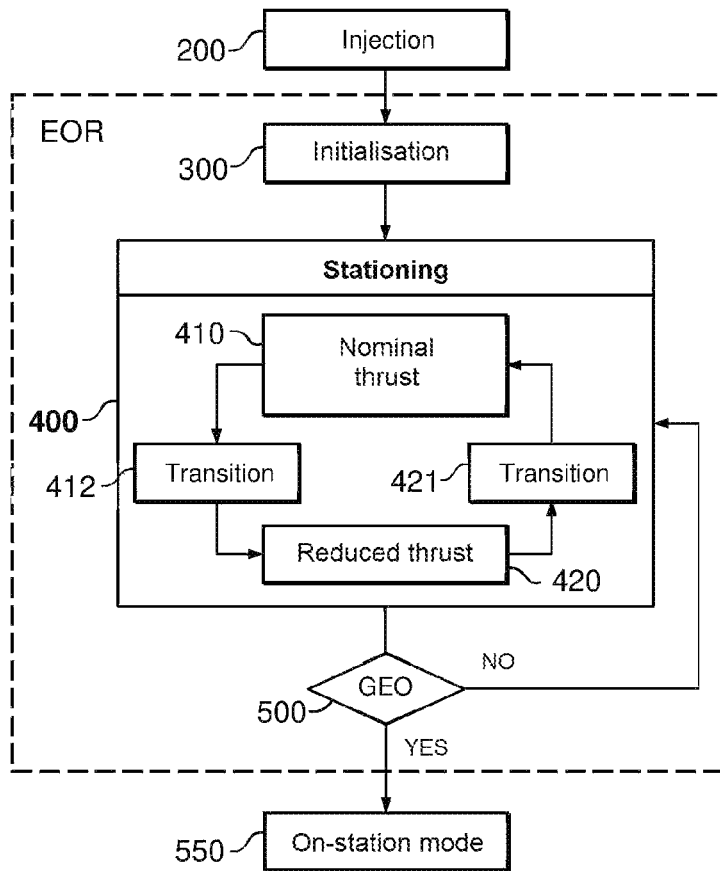 Injection
200
EOR
Initialisation
300
Stationing
410
Nominal
thrust
400
412
Transition
421
Transition
Reduced thrust
420
GEO
NO
500
YES
550
On-station mode